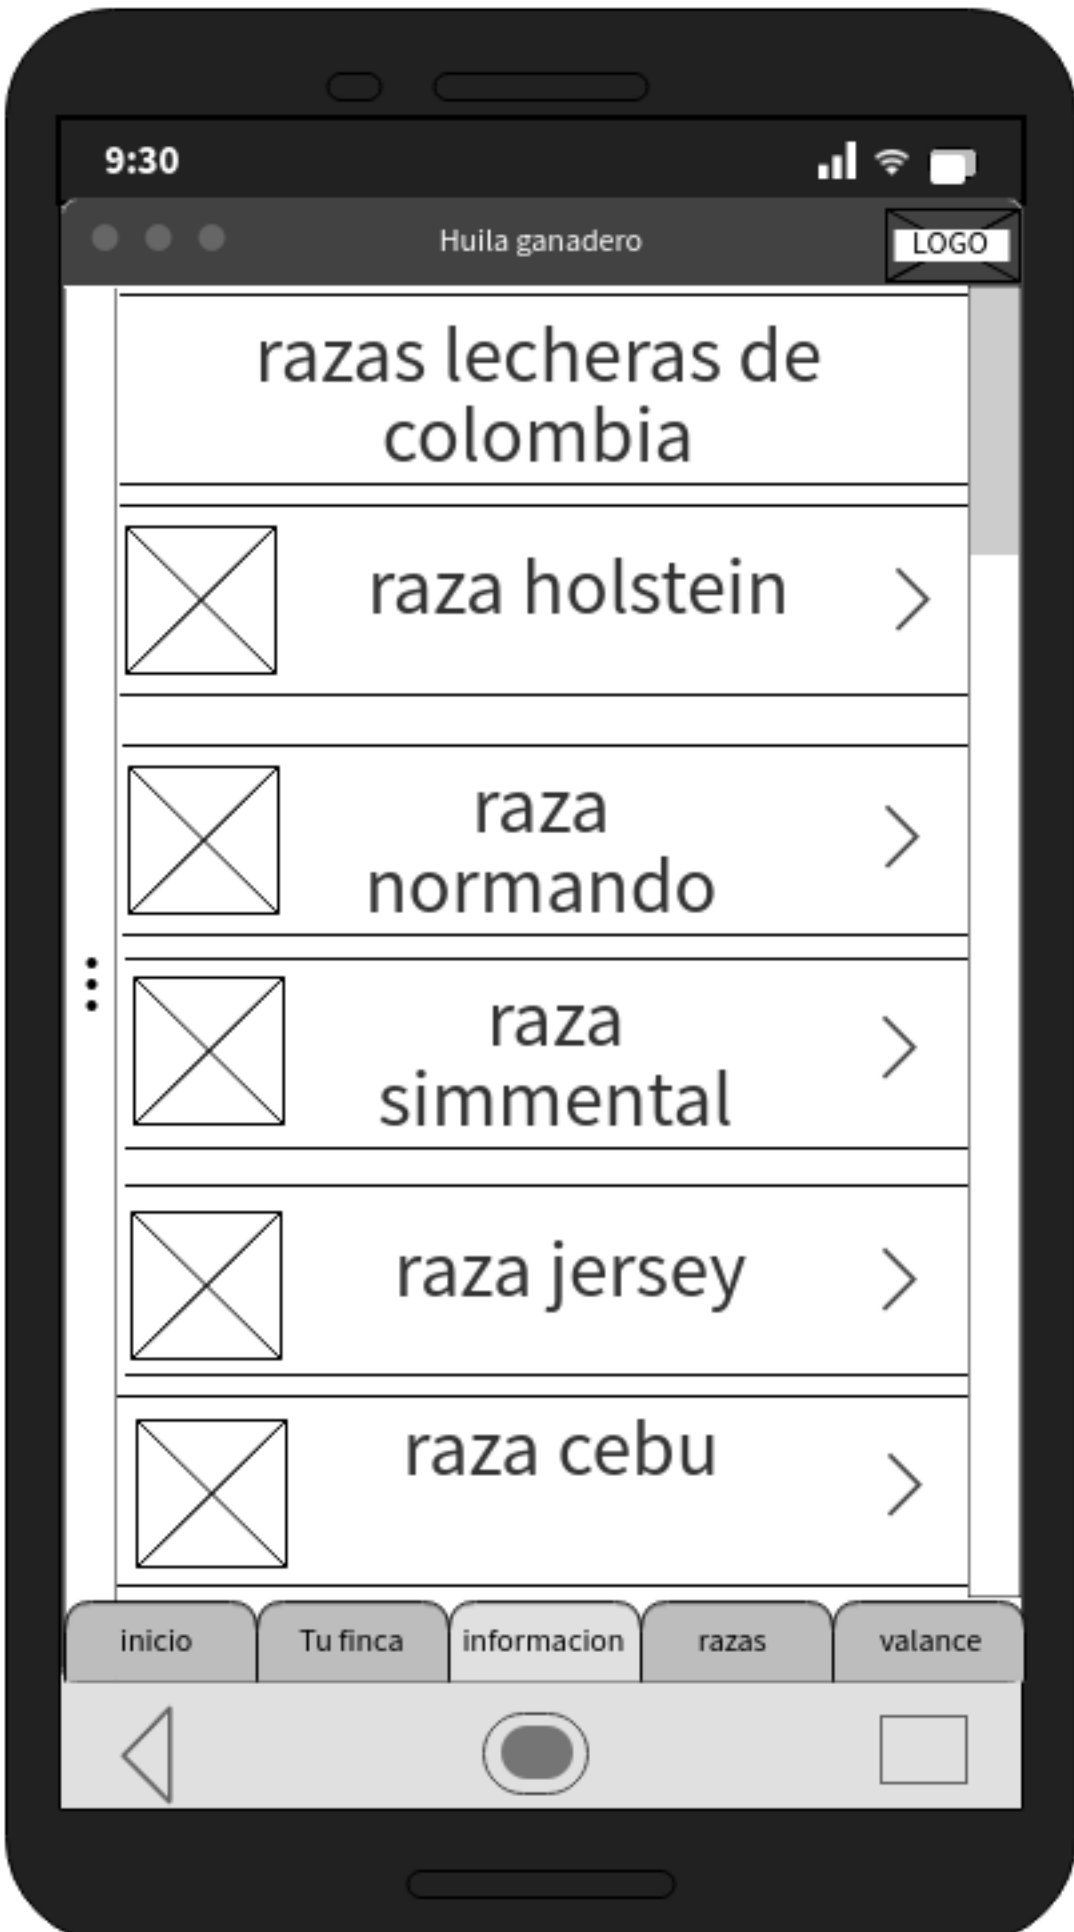 9:30
Huila ganadero
LOGO
razas lecheras de
colombia
raza holstein
raza
normando
raza
simmental
raza jersey
raza cebu
inicio
Tu finca
informacion
razas
valance